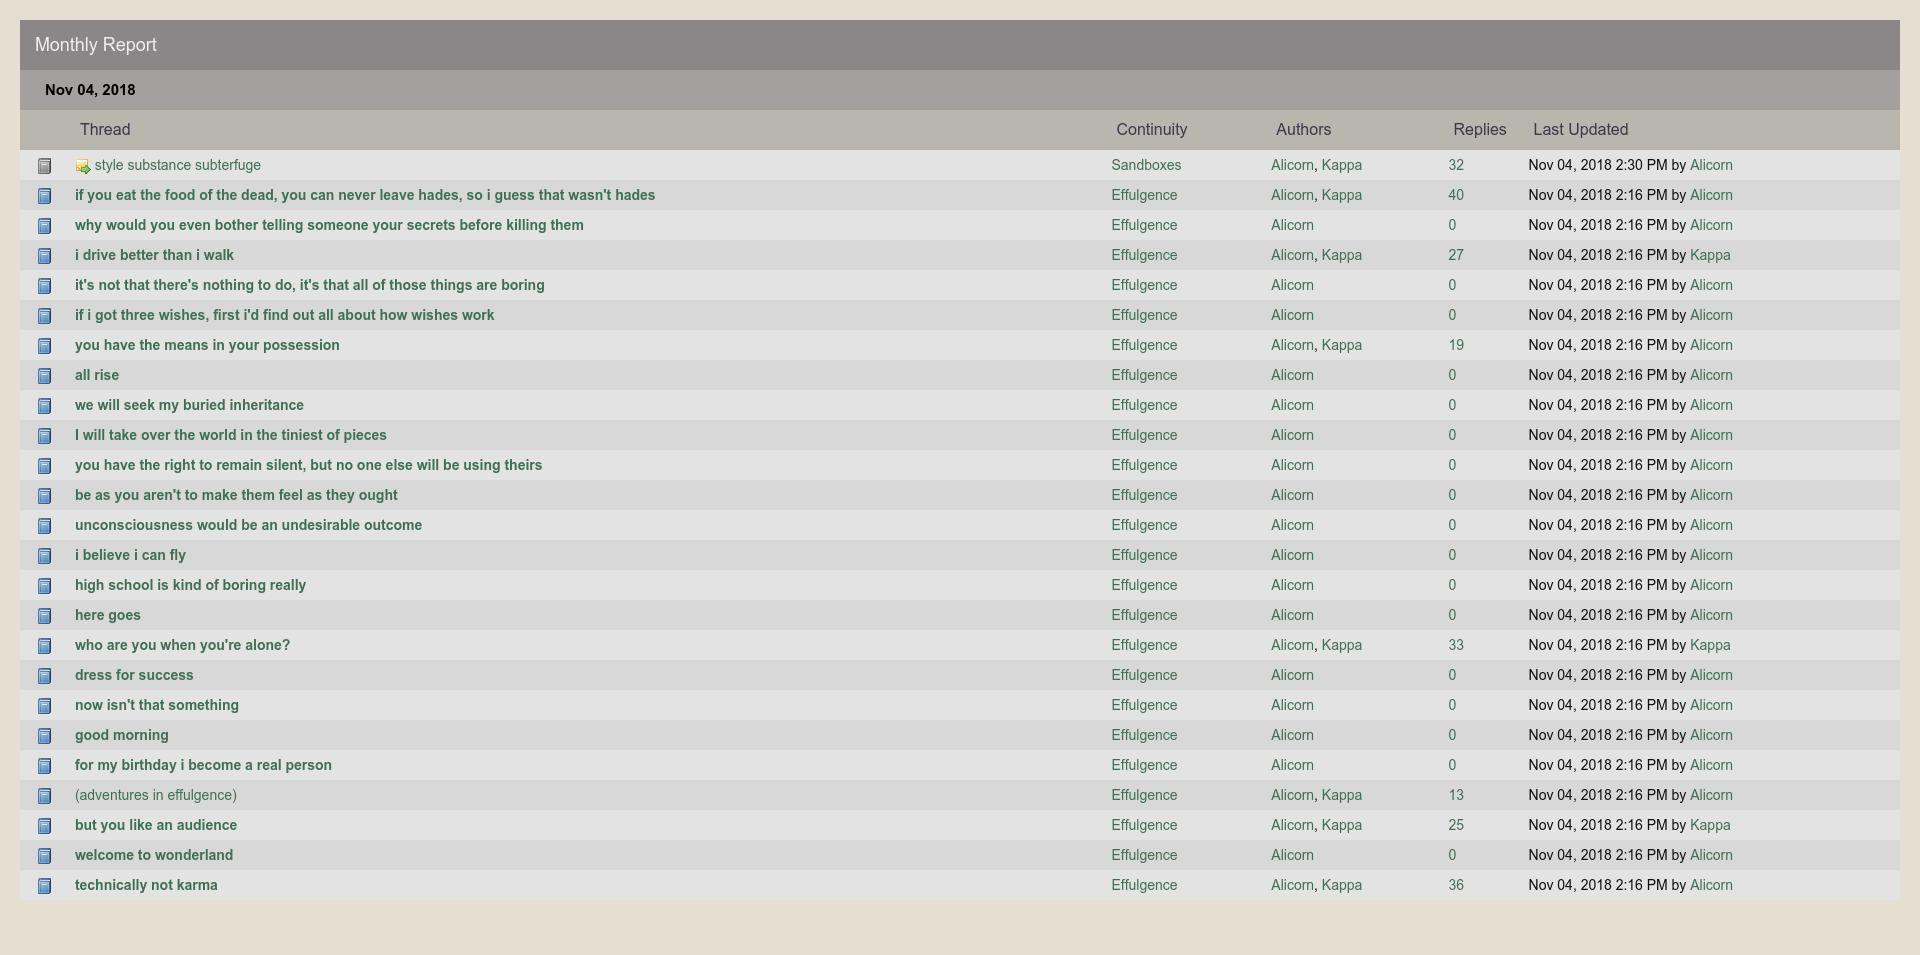 Monthly Report
Nov 04, 2018
Thread Continuity Authors Replies Last Updated
style substance subterfuge Sandboxes Alicorn, Kappa 32 Nov 04, 2018 2:30 PM by Alicorn
if you eat the food of the dead, you can never leave hades, so i guess that wasn't hades Effulgence Alicorn, Kappa 40 Nov 04, 2018 2:16 PM by Alicorn
why would you even bother telling someone your secrets before killing them Effulgence Alicorn 0 Nov 04, 2018 2:16 PM by Alicorn
i drive better than i walk Effulgence Alicorn, Kappa 27 Nov 04, 2018 2:16 PM by Kappa
it's not that there's nothing to do, it's that all of those things are boring Effulgence Alicorn 0 Nov 04, 2018 2:16 PM by Alicorn
if i got three wishes, first i'd find out all about how wishes work Effulgence Alicorn 0 Nov 04, 2018 2:16 PM by Alicorn
you have the means in your possession Effulgence Alicorn, Kappa 19 Nov 04, 2018 2:16 PM by Alicorn
all rise Effulgence Alicorn 0 Nov 04, 2018 2:16 PM by Alicorn
we will seek my buried inheritance Effulgence Alicorn 0 Nov 04, 2018 2:16 PM by Alicorn
I will take over the world in the tiniest of pieces Effulgence Alicorn 0 Nov 04, 2018 2:16 PM by Alicorn
you have the right to remain silent, but no one else will be using theirs Effulgence Alicorn 0 Nov 04, 2018 2:16 PM by Alicorn
be as you aren't to make them feel as they ought Effulgence Alicorn 0 Nov 04, 2018 2:16 PM by Alicorn
unconsciousness would be an undesirable outcome Effulgence Alicorn 0 Nov 04, 2018 2:16 PM by Alicorn
i believe i can fly Effulgence Alicorn 0 Nov 04, 2018 2:16 PM by Alicorn
high school is kind of boring really Effulgence Alicorn 0 Nov 04, 2018 2:16 PM by Alicorn
here goes Effulgence Alicorn 0 Nov 04, 2018 2:16 PM by Alicorn
who are you when you're alone? Effulgence Alicorn, Kappa 33 Nov 04, 2018 2:16 PM by Kappa
dress for success Effulgence Alicorn 0 Nov 04, 2018 2:16 PM by Alicorn
now isn't that something Effulgence Alicorn 0 Nov 04, 2018 2:16 PM by Alicorn
good morning Effulgence Alicorn 0 Nov 04, 2018 2:16 PM by Alicorn
for my birthday i become a real person Effulgence Alicorn 0 Nov 04, 2018 2:16 PM by Alicorn
(adventures in effulgence) Effulgence Alicorn, Kappa 13 Nov 04, 2018 2:16 PM by Alicorn
but you like an audience Effulgence Alicorn, Kappa 25 Nov 04, 2018 2:16 PM by Kappa
welcome to wonderland Effulgence Alicorn 0 Nov 04, 2018 2:16 PM by Alicorn
technically not karma Effulgence Alicorn, Kappa 36 Nov 04, 2018 2:16 PM by Alicorn